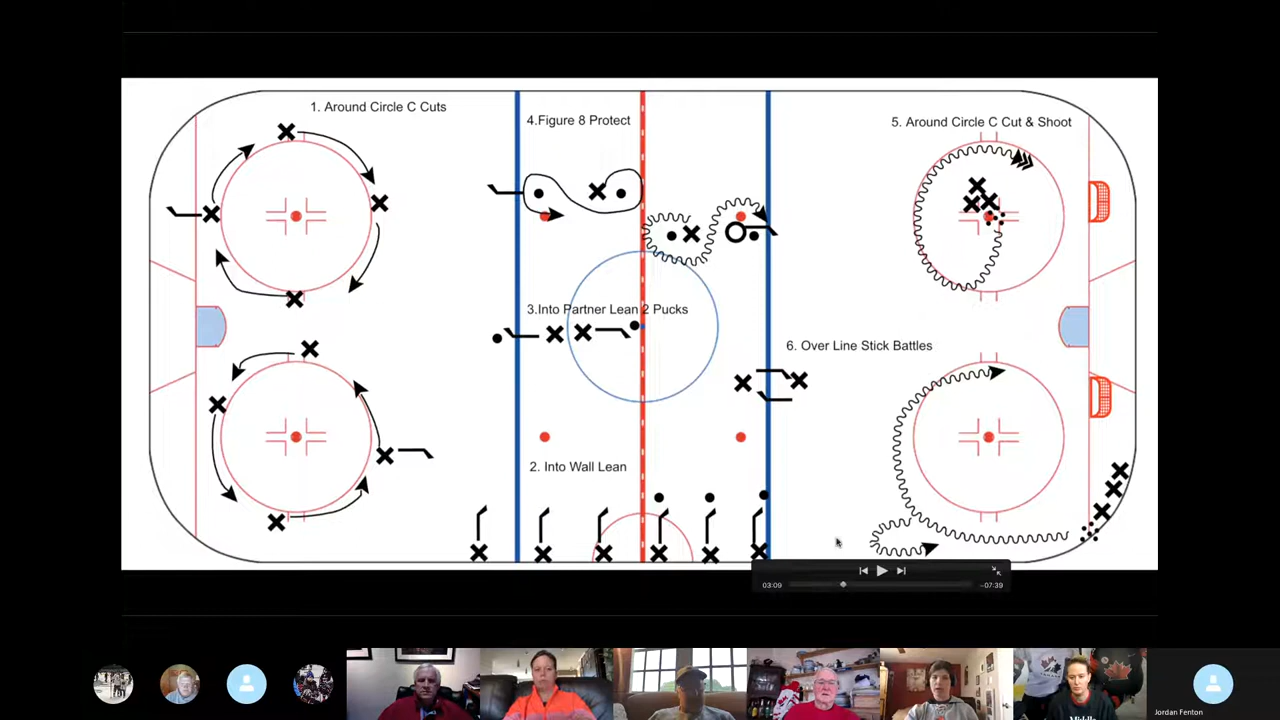 1. Around Circle C Cuts
4.Figure 8 Protect
5. Around Circle C Cut & Shoot
3.Into Partner Lean 2 Pucks
6. Over Line Stick Battles
2. Into Wall Lean
03:09
-07:39
Jordan Fenton